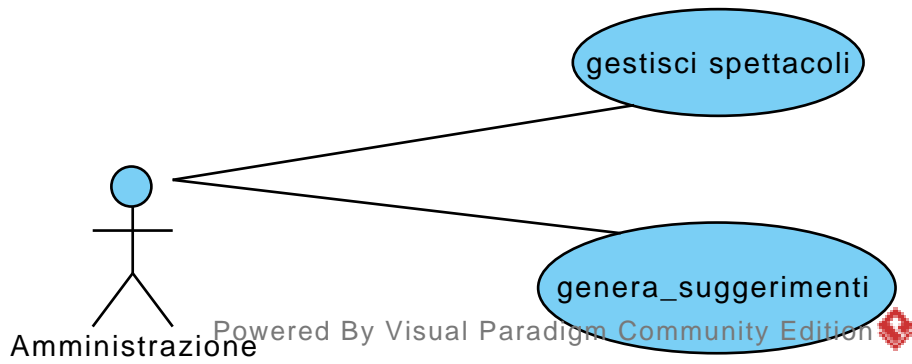 gestisci spettacoli
genera_suggerimenti
Amministrazione
Powered By Visual Paradigm Community Edition